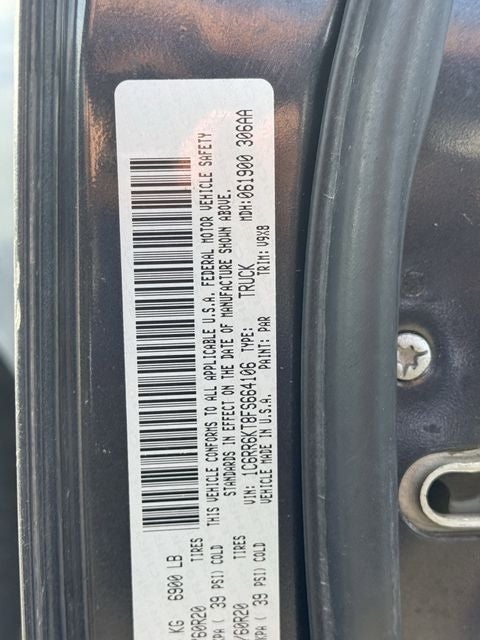 KG 6900 LB
/60R20 TIRES
KPA ( 39 PSI) COLD
/60R20 TIRES
KPA ( 39 PSI) COLD
THIS VEHICLE CONFORMS TO ALL APPLICABLE U.S.A. FEDERAL MOTOR VEHICLE SAFETY
STANDARDS IN EFFECT ON THE DATE OF MANUFACTURE SHOWN ABOVE.
VIN: 1C6RR6KT8FS664106 TYPE: TRUCK MDH:061900 306AA
VEHICLE MADE IN U.S.A. PAINT: PAR TRIM: V9X8